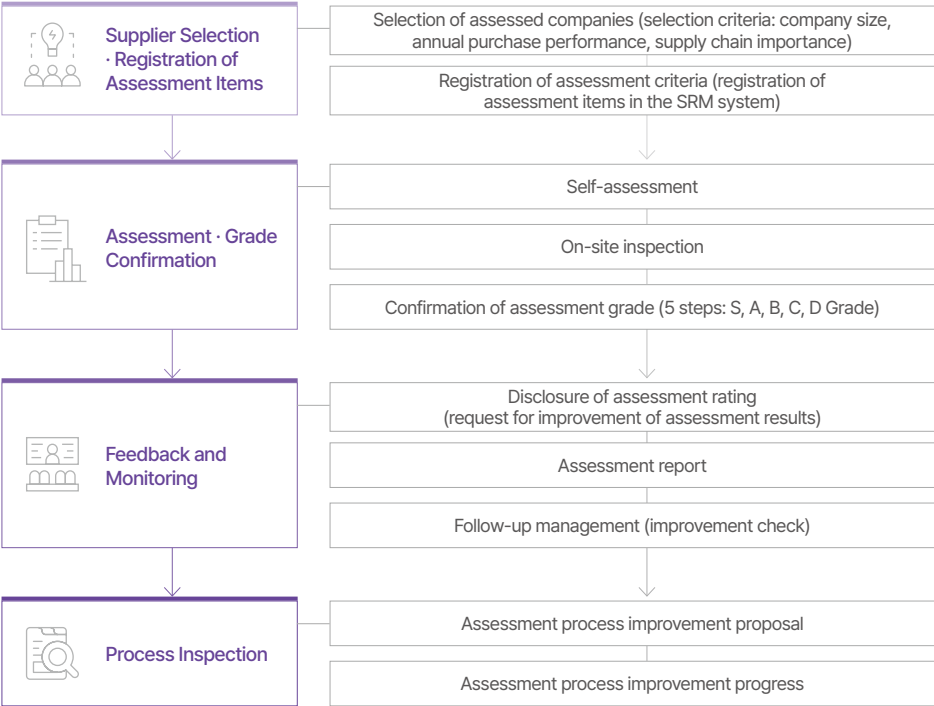 Supplier Selection
· Registration of
Assessment Items
Selection of assessed companies (selection criteria: company size,
annual purchase performance, supply chain importance)
Registration of assessment criteria (registration of
assessment items in the SRM system)
Assessment · Grade
Confirmation
Self-assessment
On-site inspection
Confirmation of assessment grade (5 steps: S, A, B, C, D Grade)
Feedback and
Monitoring
Disclosure of assessment rating
(request for improvement of assessment results)
Assessment report
Follow-up management (improvement check)
Process Inspection
Assessment process improvement proposal
Assessment process improvement progress